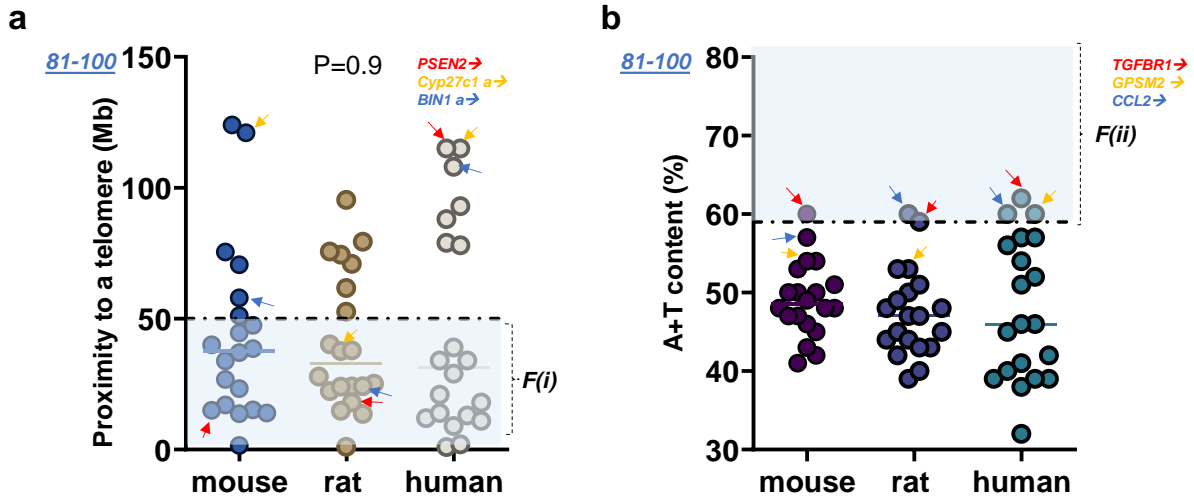 a
81-100
P=0.9
PSEN2→
Cyp27c1 a→
BIN1 a→
Proximity to a telomere (Mb)
150
100
50
0
F(i)
mouse rat human
b
81-100
TGFBR1→
GPSM2 →
CCL2→
F(ii)
A+T content (%)
80
70
60
50
40
30
mouse rat human